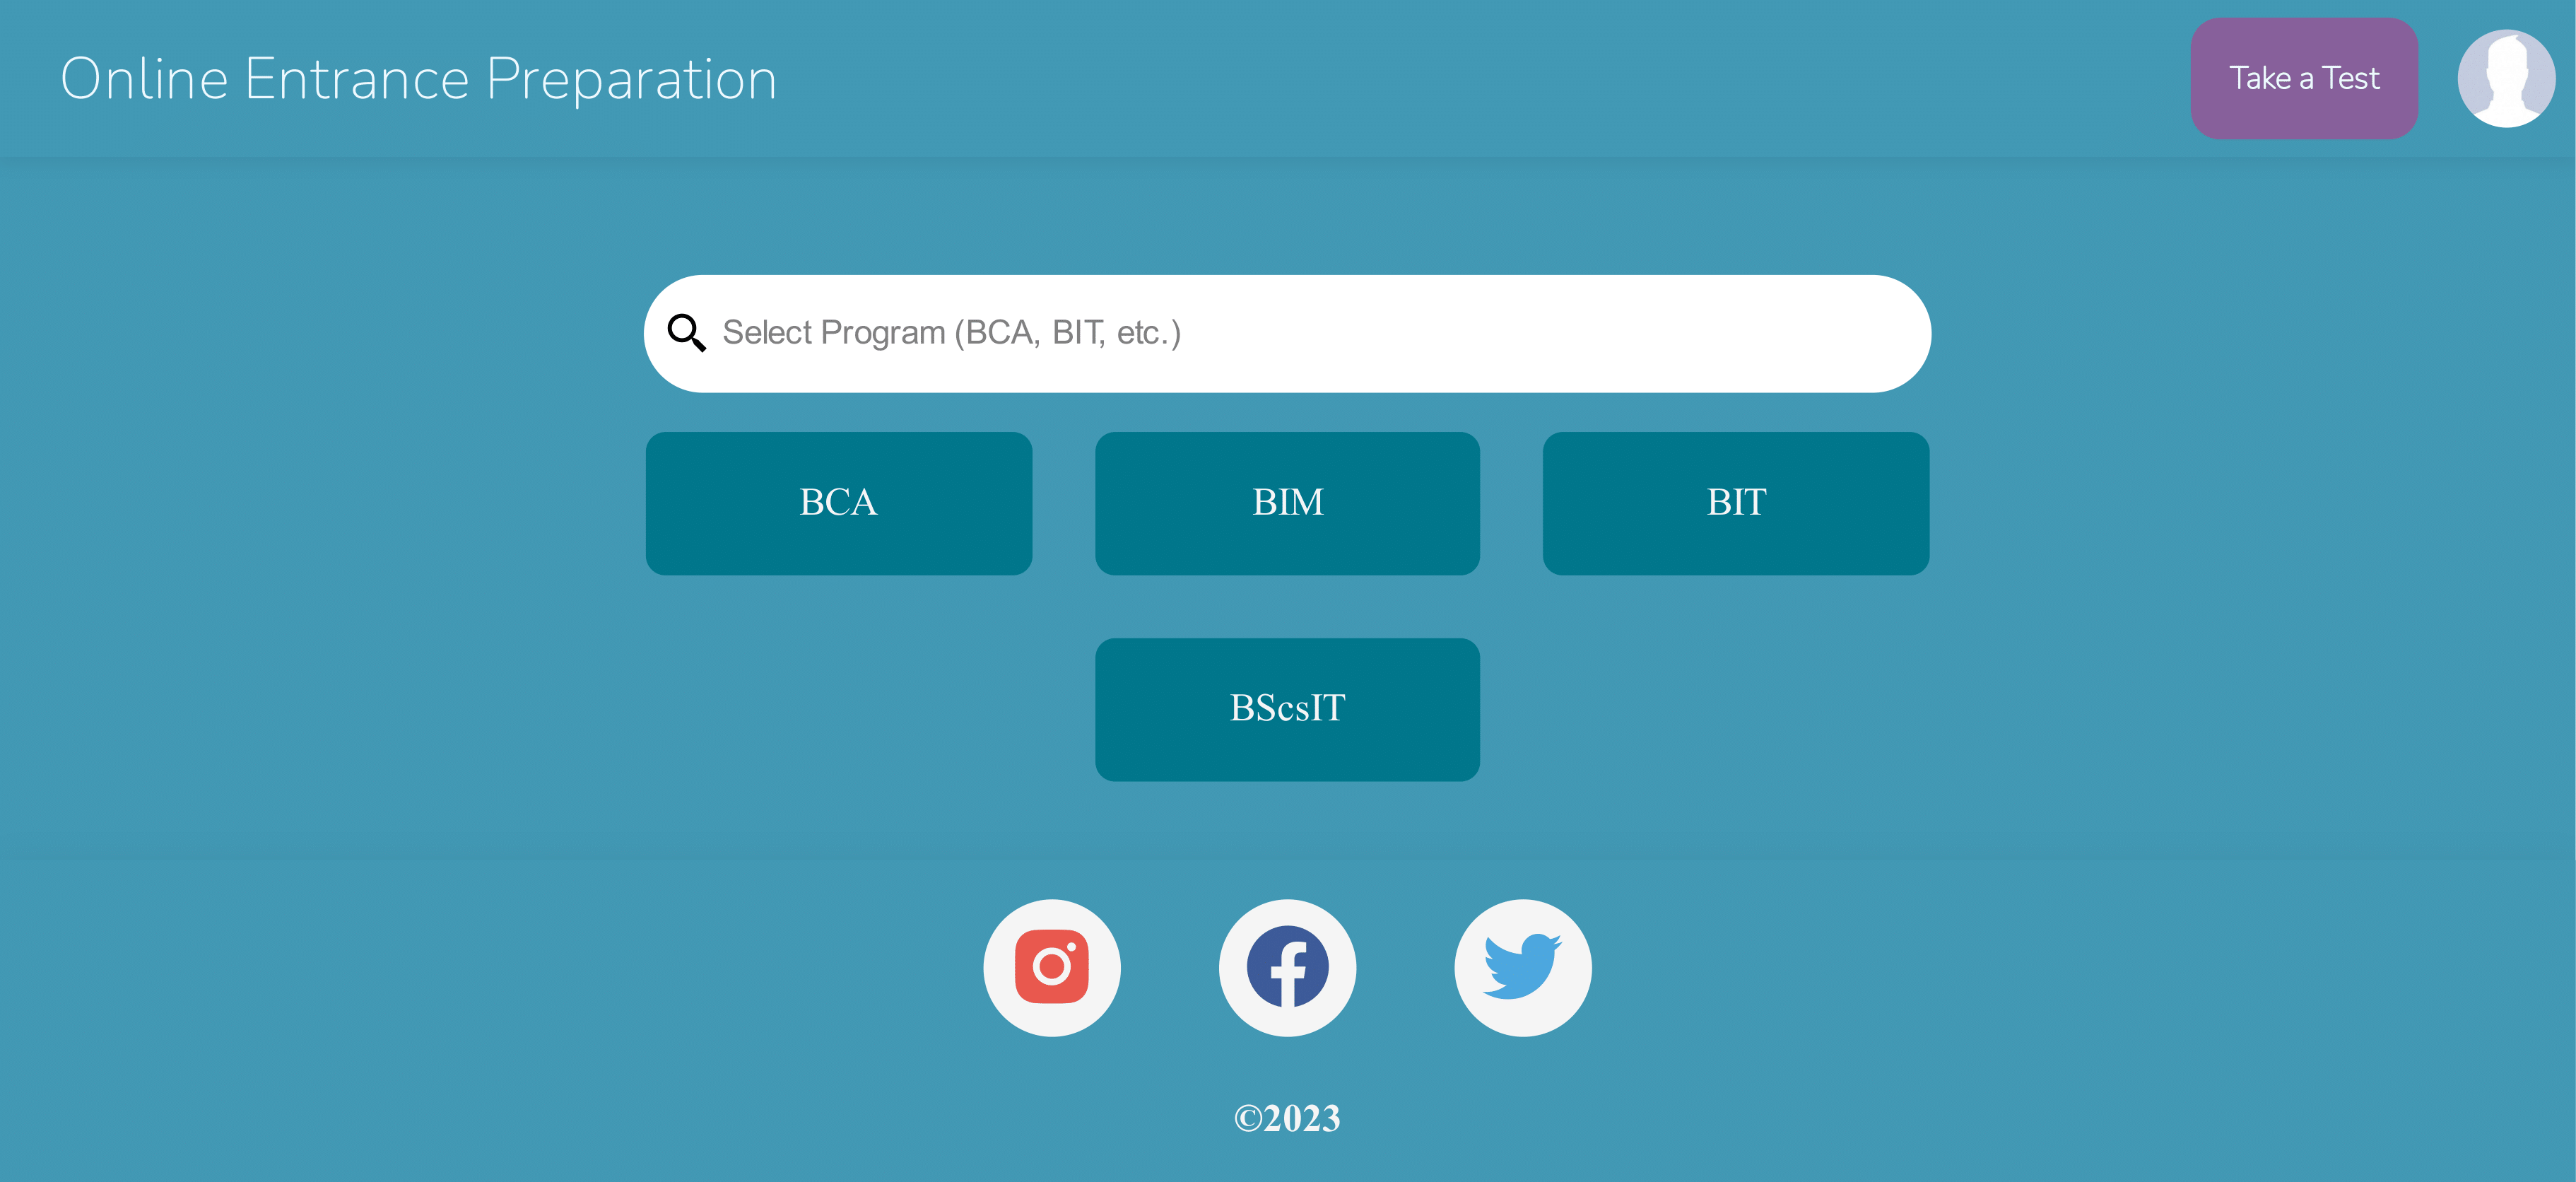 Online Entrance Preparation
Take a Test
Select Program (BCA, BIT, etc.)
BCA
BIM
BIT
BScsIT
©2023